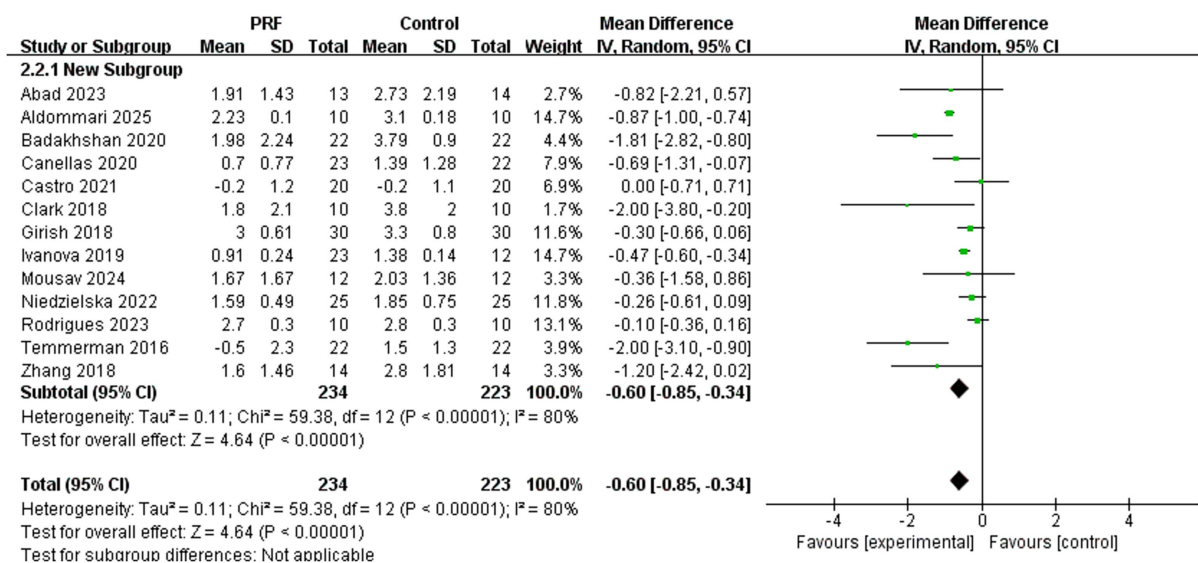 PRF Control Mean Difference Mean Difference
Study or Subgroup Mean SD Total Mean SD Total Weight IV, Random, 95% CI IV, Random, 95% CI
2.2.1 New Subgroup
Abad 2023 1.91 1.43 13 2.73 2.19 14 2.7% -0.82 [-2.21, 0.57]
Aldommari 2025 2.23 0.1 10 3.1 0.18 10 14.7% -0.87 [-1.00, -0.74]
Badakhshan 2020 1.98 2.24 22 3.79 0.9 22 4.4% -1.81 [-2.82, -0.80]
Canellas 2020 0.7 0.77 23 1.39 1.28 22 7.9% -0.69 [-1.31, -0.07]
Castro 2021 -0.2 1.2 20 -0.2 1.1 20 6.9% 0.00 [-0.71, 0.71]
Clark 2018 1.8 2.1 10 3.8 2 10 1.7% -2.00 [-3.80, -0.20]
Girish 2018 3 0.61 30 3.3 0.8 30 11.6% -0.30 [-0.66, 0.06]
Ivanova 2019 0.91 0.24 23 1.38 0.14 12 14.7% -0.47 [-0.60, -0.34]
Mousav 2024 1.67 1.67 12 2.03 1.36 12 3.3% -0.36 [-1.58, 0.86]
Niedzielska 2022 1.59 0.49 25 1.85 0.75 25 11.8% -0.26 [-0.61, 0.09]
Rodrigues 2023 2.7 0.3 10 2.8 0.3 10 13.1% -0.10 [-0.36, 0.16]
Temmerman 2016 -0.5 2.3 22 1.5 1.3 22 3.9% -2.00 [-3.10, -0.90]
Zhang 2018 1.6 1.46 14 2.8 1.81 14 3.3% -1.20 [-2.42, 0.02]
Subtotal (95% CI) 234 223 100.0% -0.60 [-0.85, -0.34]
Heterogeneity: Tau² = 0.11; Chi² = 59.38, df = 12 (P < 0.00001); I² = 80%
Test for overall effect: Z = 4.64 (P < 0.00001)
Total (95% CI) 234 223 100.0% -0.60 [-0.85, -0.34]
Heterogeneity: Tau² = 0.11; Chi² = 59.38, df = 12 (P < 0.00001); I² = 80%
Test for overall effect: Z = 4.64 (P < 0.00001)
Test for subgroup differences: Not applicable
-4 -2 0 2 4
Favours [experimental] Favours [control]